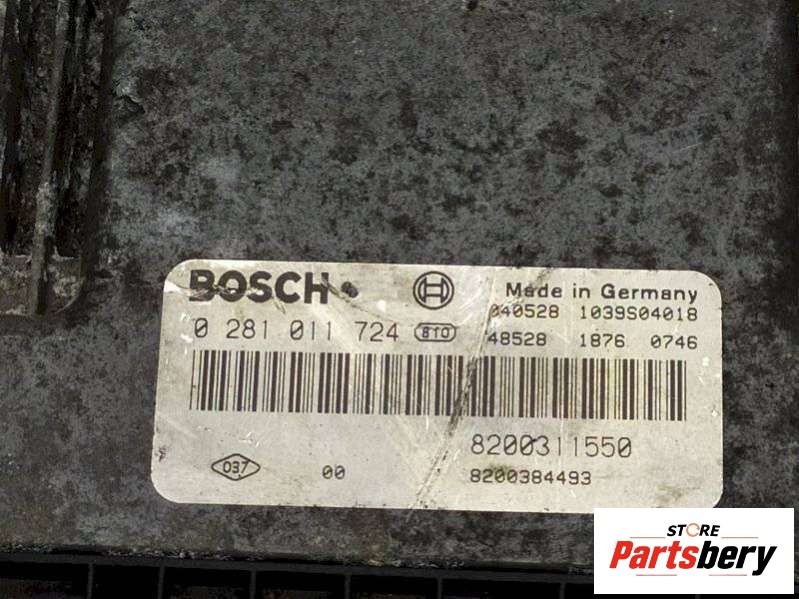 BOSCH
Made in Germany
040528 1039S04018
0 281 011 724 810
48528 1876 0746
8200311550
037 00
8200384493
STORE
Partsbery